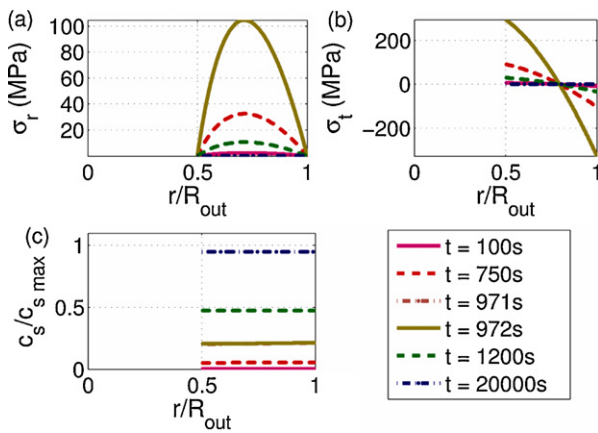 (a)
σr (MPa)
100
80
60
40
20
0
0.5
1
r/Rout
(b)
σt (MPa)
200
0
−200
0
0.5
1
r/Rout
(c)
cs/cs max
1
0.5
0
0
0.5
1
r/Rout
t = 100s
t = 750s
t = 971s
t = 972s
t = 1200s
t = 20000s